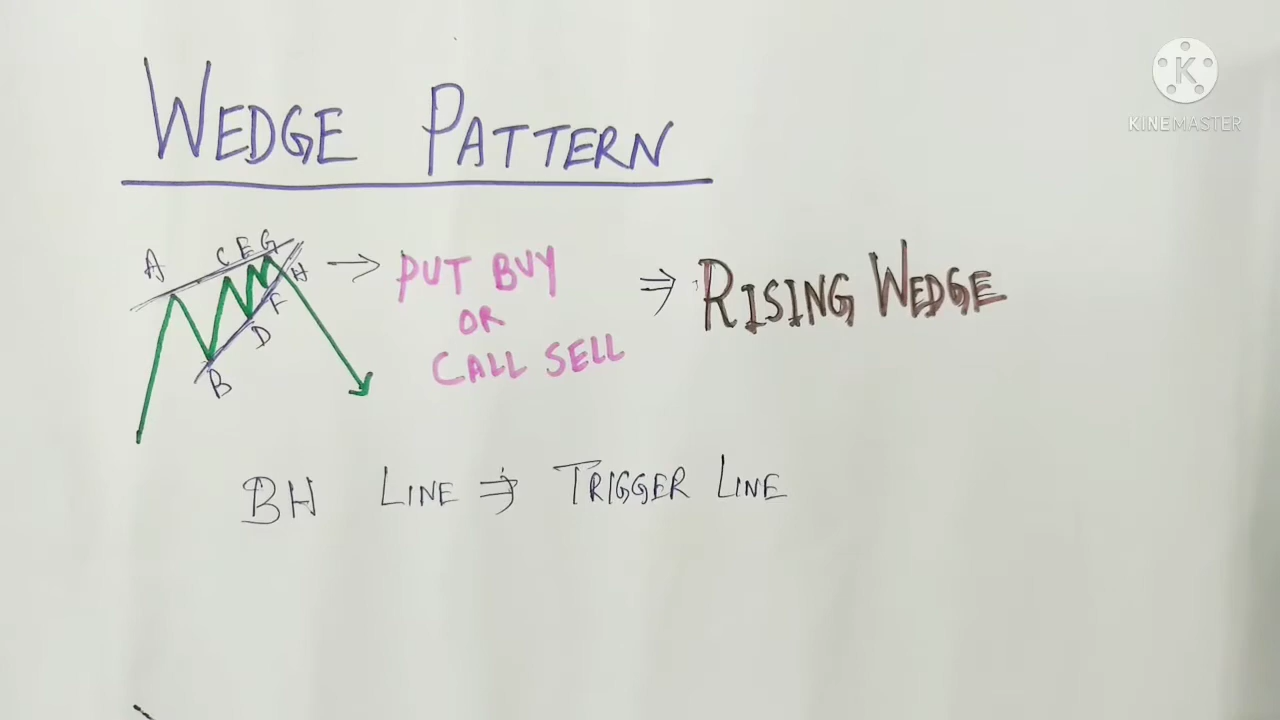 WEDGE PATTERN
A C E G H
B D F
→ PUT BUY
OR
CALL SELL
⇒ RISING WEDGE
BH LINE ⇒ TRIGGER LINE
K
KINEMASTER